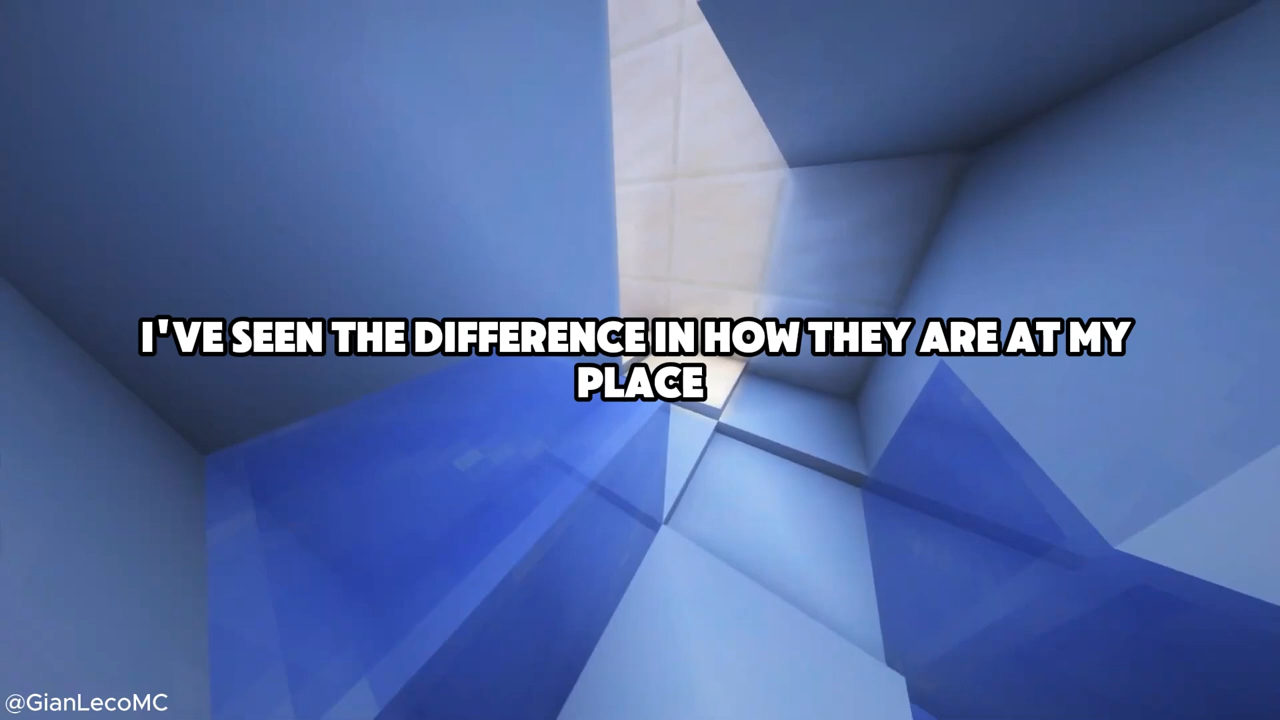 I'VE SEEN THE DIFFERENCE IN HOW THEY ARE AT MY
PLACE
@GianLecoMC